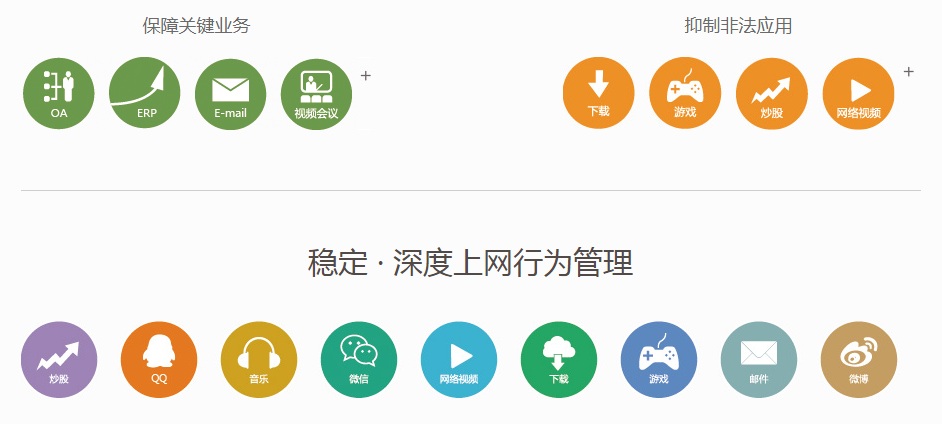 保障关键业务
抑制非法应用
OA
ERP
E-mail
视频会议
+
下载
游戏
炒股
网络视频
+
稳定 · 深度上网行为管理
炒股
QQ
音乐
微信
网络视频
下载
游戏
邮件
微博